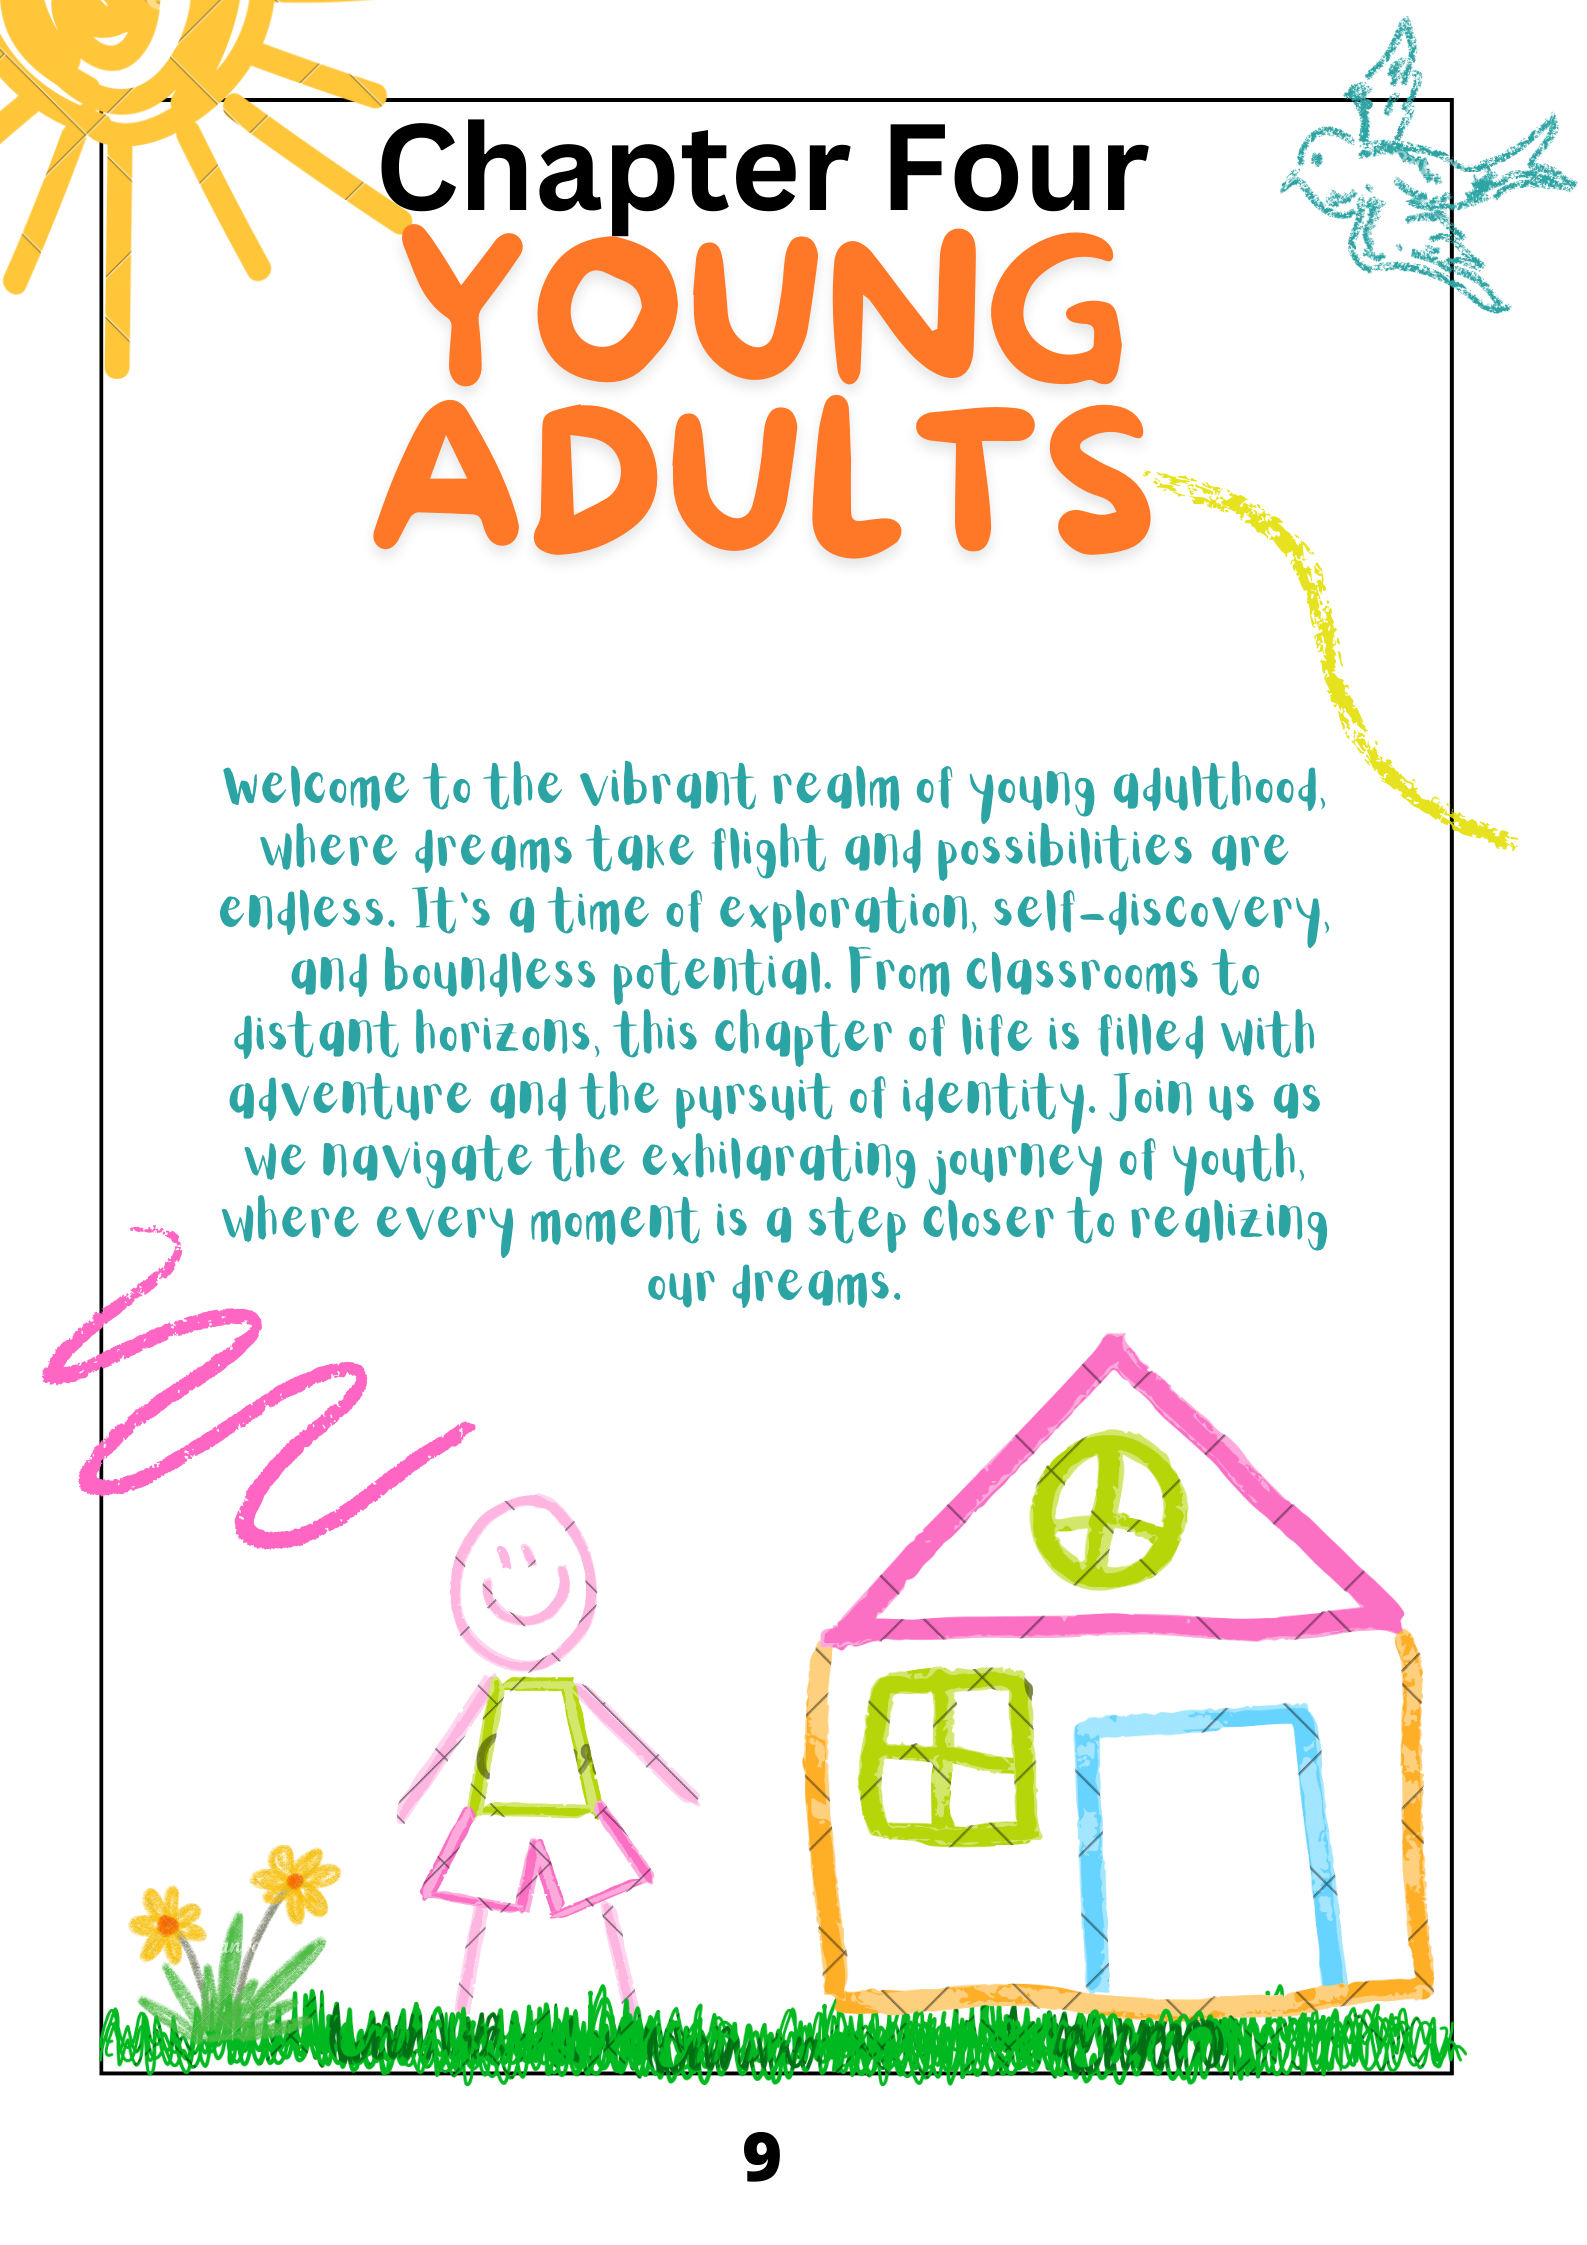 Chapter Four
YOUNG
ADULTS
Welcome to the vibrant realm of young adulthood,
where dreams take flight and possibilities are
endless. It's a time of exploration, self-discovery,
and boundless potential. From classrooms to
distant horizons, this chapter of life is filled with
adventure and the pursuit of identity. Join us as
we navigate the exhilarating journey of youth,
where every moment is a step closer to realizing
our dreams.
9